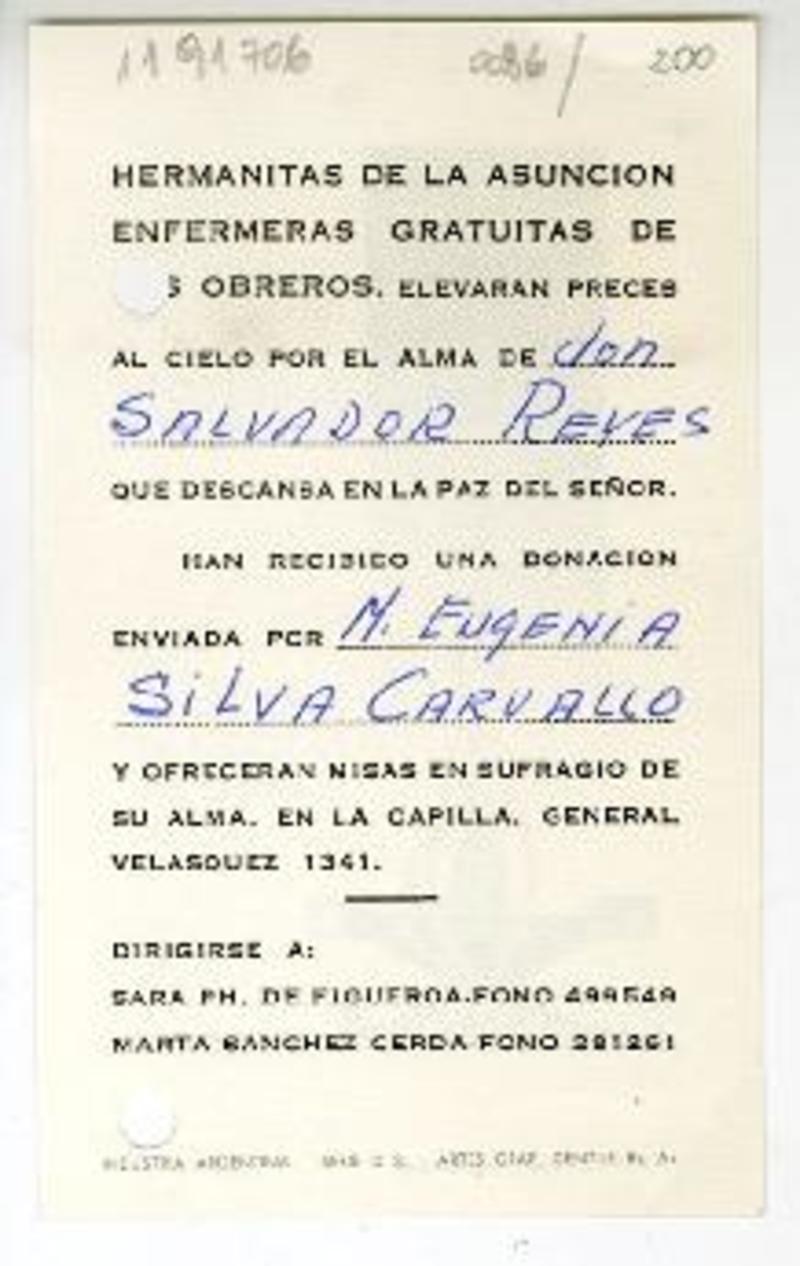 1191706 0086/ 200
HERMANITAS DE LA ASUNCION
ENFERMERAS GRATUITAS DE
S OBREROS. ELEVARAN PRECES
AL CIELO POR EL ALMA DE don
SALVADOR REYES
QUE DESCANSA EN LA PAZ DEL SEÑOR.
HAN RECIBIDO UNA DONACION
ENVIADA POR M. EUGENIA
SILVA CARVALLO
Y OFRECERAN MISAS EN SUFRAGIO DE
SU ALMA. EN LA CAPILLA. GENERAL
VELASQUEZ 1341.
DIRIGIRSE A:
SARA PH. DE FIGUEROA-FONO 499549
MARTA SANCHEZ CERDA FONO 281261
INDUSTRIA ARGENTINA